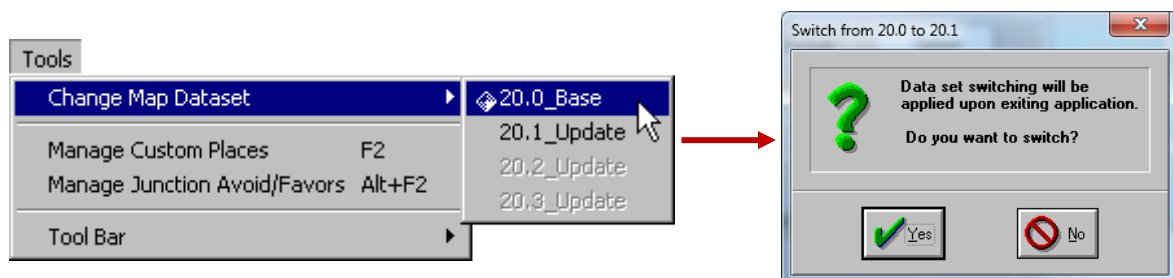 Tools
Change Map Dataset
Manage Custom Places F2
Manage Junction Avoid/Favors Alt+F2
Tool Bar
20.0_Base
20.1_Update
20.2_Update
20.3_Update
Switch from 20.0 to 20.1
Data set switching will be
applied upon exiting application.
Do you want to switch?
Yes
No